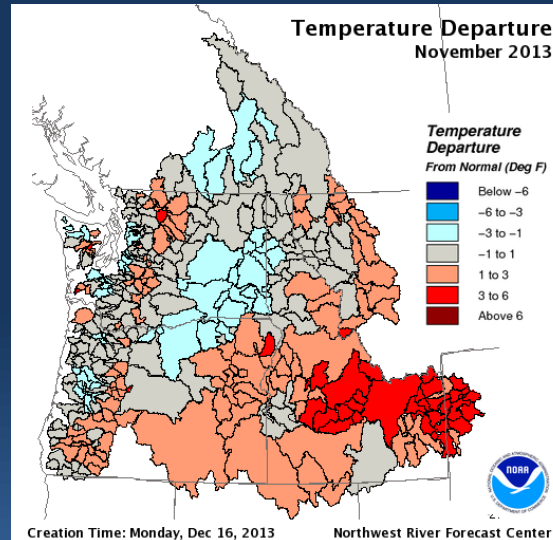 Temperature Departure
November 2013
Temperature
Departure
From Normal (Deg F)
Below −6
−6 to −3
−3 to −1
−1 to 1
1 to 3
3 to 6
Above 6
NOAA
Creation Time: Monday, Dec 16, 2013
Northwest River Forecast Center